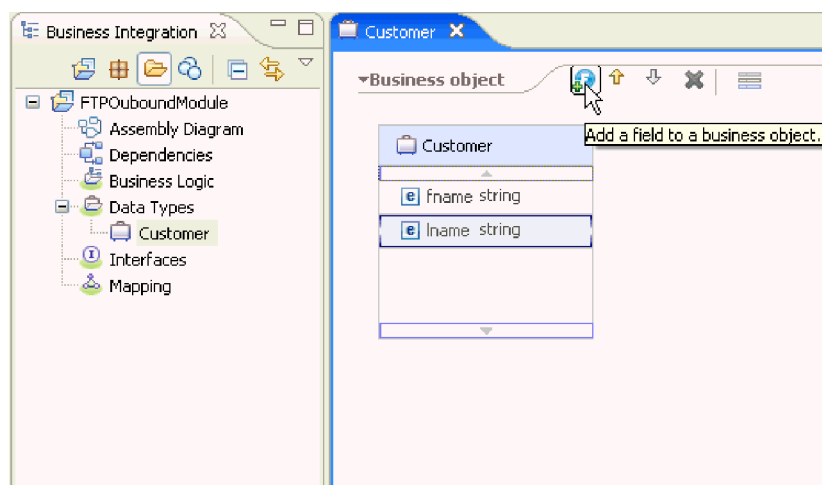 Business Integration
FTPOuboundModule
Assembly Diagram
Dependencies
Business Logic
Data Types
Customer
Interfaces
Mapping
Customer
Business object
Add a field to a business object.
Customer
e fname string
e lname string